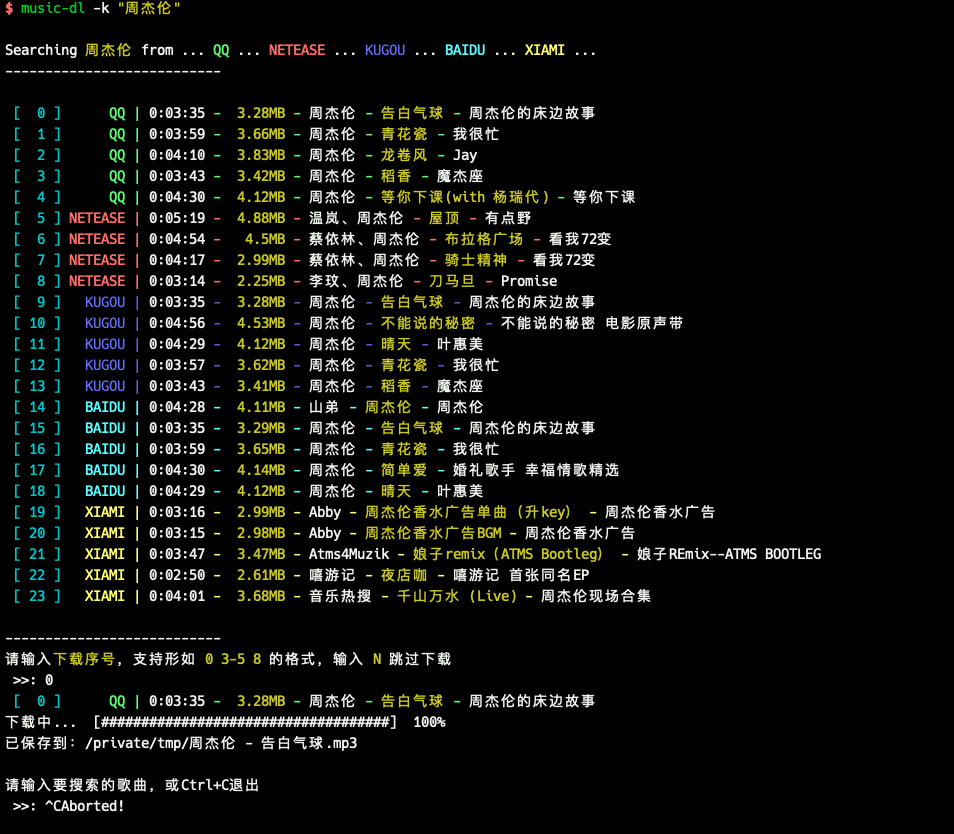 $ music-dl -k "周杰伦"
Searching 周杰伦 from ... QQ ... NETEASE ... KUGOU ... BAIDU ... XIAMI ...
---------------------------
[ 0 ] QQ | 0:03:35 - 3.28MB - 周杰伦 - 告白气球 - 周杰伦的床边故事
[ 1 ] QQ | 0:03:59 - 3.66MB - 周杰伦 - 青花瓷 - 我很忙
[ 2 ] QQ | 0:04:10 - 3.83MB - 周杰伦 - 龙卷风 - Jay
[ 3 ] QQ | 0:03:43 - 3.42MB - 周杰伦 - 稻香 - 魔杰座
[ 4 ] QQ | 0:04:30 - 4.12MB - 周杰伦 - 等你下课(with 杨瑞代) - 等你下课
[ 5 ] NETEASE | 0:05:19 - 4.88MB - 温岚、周杰伦 - 屋顶 - 有点野
[ 6 ] NETEASE | 0:04:54 - 4.5MB - 蔡依林、周杰伦 - 布拉格广场 - 看我72变
[ 7 ] NETEASE | 0:04:17 - 2.99MB - 蔡依林、周杰伦 - 骑士精神 - 看我72变
[ 8 ] NETEASE | 0:03:14 - 2.25MB - 李玟、周杰伦 - 刀马旦 - Promise
[ 9 ] KUGOU | 0:03:35 - 3.28MB - 周杰伦 - 告白气球 - 周杰伦的床边故事
[ 10 ] KUGOU | 0:04:56 - 4.53MB - 周杰伦 - 不能说的秘密 - 不能说的秘密 电影原声带
[ 11 ] KUGOU | 0:04:29 - 4.12MB - 周杰伦 - 晴天 - 叶惠美
[ 12 ] KUGOU | 0:03:57 - 3.62MB - 周杰伦 - 青花瓷 - 我很忙
[ 13 ] KUGOU | 0:03:43 - 3.41MB - 周杰伦 - 稻香 - 魔杰座
[ 14 ] BAIDU | 0:04:28 - 4.11MB - 山弟 - 周杰伦 - 周杰伦
[ 15 ] BAIDU | 0:03:35 - 3.29MB - 周杰伦 - 告白气球 - 周杰伦的床边故事
[ 16 ] BAIDU | 0:03:59 - 3.65MB - 周杰伦 - 青花瓷 - 我很忙
[ 17 ] BAIDU | 0:04:30 - 4.14MB - 周杰伦 - 简单爱 - 婚礼歌手 幸福情歌精选
[ 18 ] BAIDU | 0:04:29 - 4.12MB - 周杰伦 - 晴天 - 叶惠美
[ 19 ] XIAMI | 0:03:16 - 2.99MB - Abby - 周杰伦香水广告单曲（升key） - 周杰伦香水广告
[ 20 ] XIAMI | 0:03:15 - 2.98MB - Abby - 周杰伦香水广告BGM - 周杰伦香水广告
[ 21 ] XIAMI | 0:03:47 - 3.47MB - Atms4Muzik - 娘子remix（ATMS Bootleg） - 娘子REmix--ATMS BOOTLEG
[ 22 ] XIAMI | 0:02:50 - 2.61MB - 嘻游记 - 夜店咖 - 嘻游记 首张同名EP
[ 23 ] XIAMI | 0:04:01 - 3.68MB - 音乐热搜 - 千山万水 (Live) - 周杰伦现场合集
---------------------------
请输入下载序号，支持形如 0 3-5 8 的格式，输入 N 跳过下载
>>: 0
[ 0 ] QQ | 0:03:35 - 3.28MB - 周杰伦 - 告白气球 - 周杰伦的床边故事
下载中... [####################################] 100%
已保存到：/private/tmp/周杰伦 - 告白气球.mp3
请输入要搜索的歌曲，或Ctrl+C退出
>>: ^CAborted!